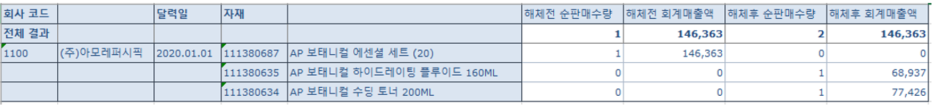 회사 코드 달력일 자재 해제전 순판매수량 해제전 회계매출액 해제후 순판매수량 해제후 회계매출액
전체 결과 1 146,363 2 146,363
1100 (주)아모레퍼시픽 2020.01.01 111380687 AP 보태니컬 에센셜 세트 (20) 1 146,363 0 0
111380635 AP 보태니컬 하이드레이팅 플루이드 160ML 0 0 1 68,937
111380634 AP 보태니컬 수딩 토너 200ML 0 0 1 77,426